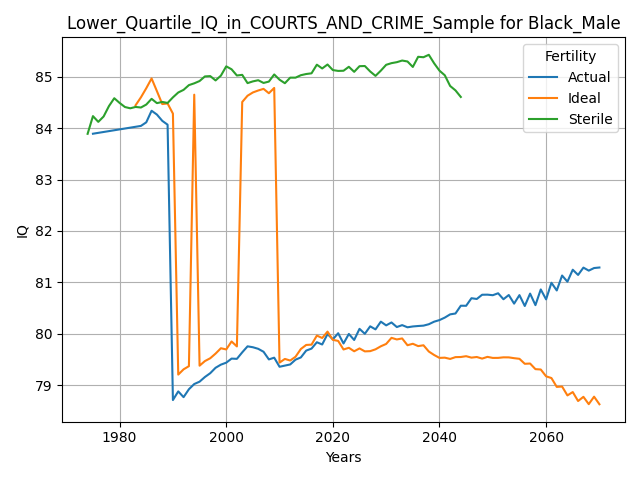 Lower_Quartile_IQ_in_COURTS_AND_CRIME_Sample for Black_Male
Fertility
Actual
Ideal
Sterile
IQ
85
84
83
82
81
80
79
1980
2000
2020
2040
2060
Years